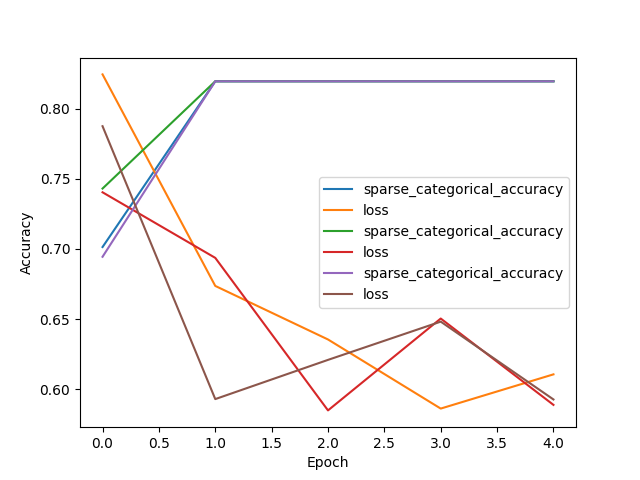 0.80
0.75
0.70
0.65
0.60
Accuracy
sparse_categorical_accuracy
loss
sparse_categorical_accuracy
loss
sparse_categorical_accuracy
loss
0.0 0.5 1.0 1.5 2.0 2.5 3.0 3.5 4.0
Epoch